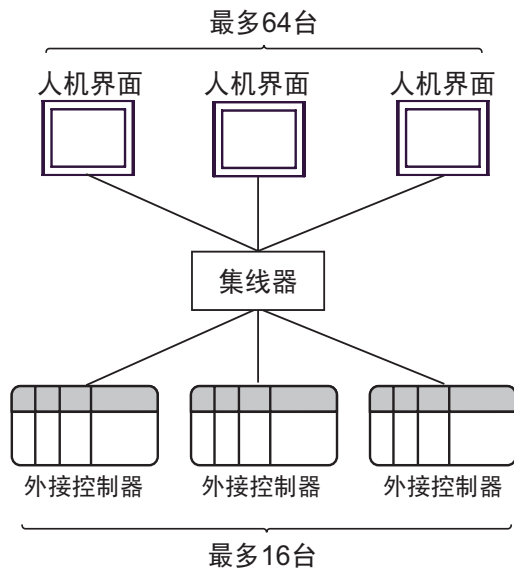 最多64台
人机界面 人机界面 人机界面
集线器
外接控制器 外接控制器 外接控制器
最多16台